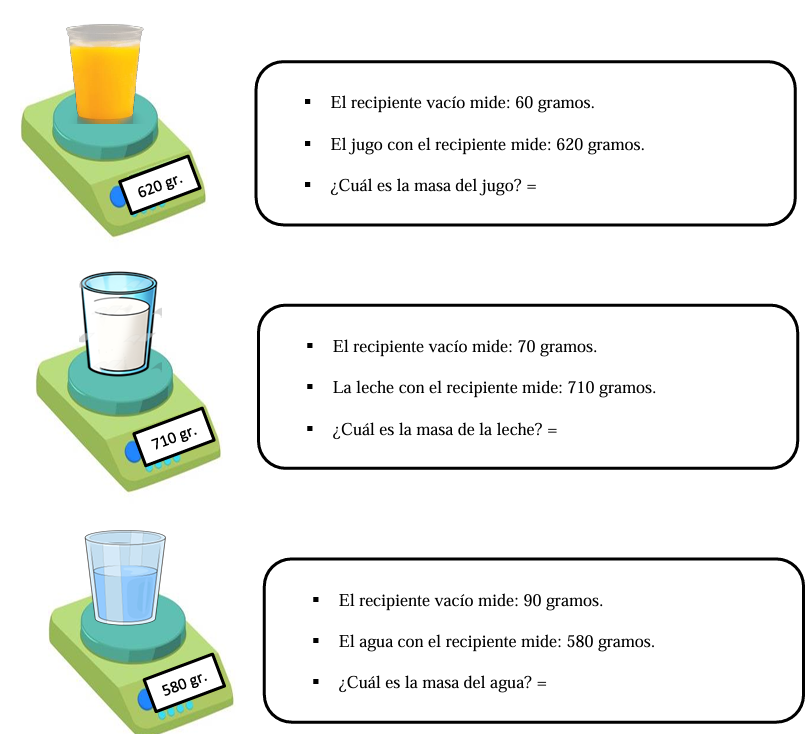 620 gr.
▪ El recipiente vacío mide: 60 gramos.
▪ El jugo con el recipiente mide: 620 gramos.
▪ ¿Cuál es la masa del jugo? =
710 gr.
▪ El recipiente vacío mide: 70 gramos.
▪ La leche con el recipiente mide: 710 gramos.
▪ ¿Cuál es la masa de la leche? =
580 gr.
▪ El recipiente vacío mide: 90 gramos.
▪ El agua con el recipiente mide: 580 gramos.
▪ ¿Cuál es la masa del agua? =